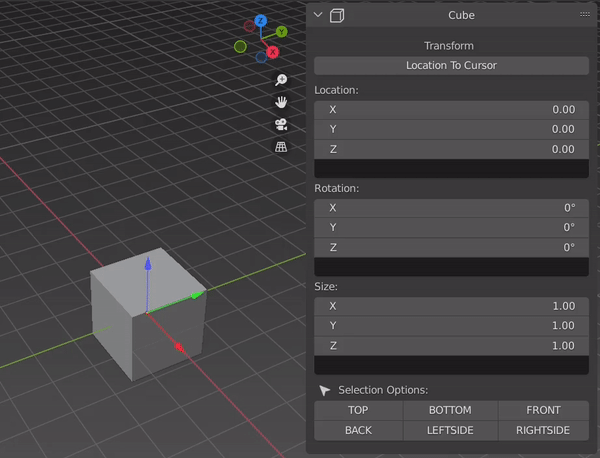 Z
Y
X
Cube
Transform
Location To Cursor
Location:
X 0.00
Y 0.00
Z 0.00
Rotation:
X 0°
Y 0°
Z 0°
Size:
X 1.00
Y 1.00
Z 1.00
Selection Options:
TOP BOTTOM FRONT
BACK LEFTSIDE RIGHTSIDE